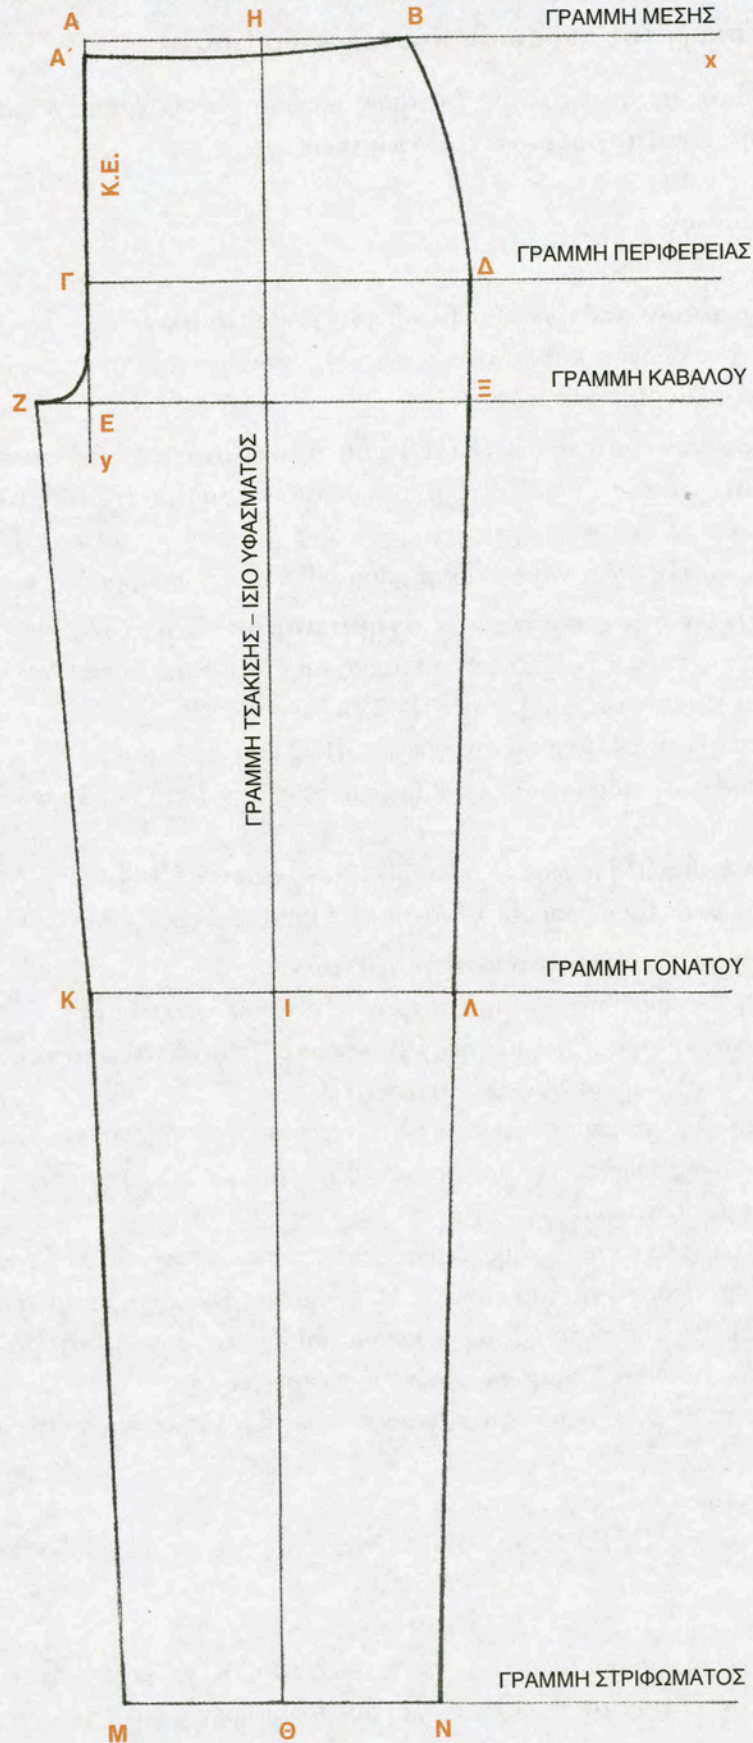 Α Η Β ΓΡΑΜΜΗ ΜΕΣΗΣ
Α΄ x
Κ.Ε.
Γ Δ ΓΡΑΜΜΗ ΠΕΡΙΦΕΡΕΙΑΣ
Ζ Ε Ξ ΓΡΑΜΜΗ ΚΑΒΑΛΟΥ
y
ΓΡΑΜΜΗ ΤΣΑΚΙΣΗΣ – ΙΣΙΟ ΥΦΑΣΜΑΤΟΣ
Κ Ι Λ ΓΡΑΜΜΗ ΓΟΝΑΤΟΥ
ΓΡΑΜΜΗ ΣΤΡΙΦΩΜΑΤΟΣ
Μ Θ Ν